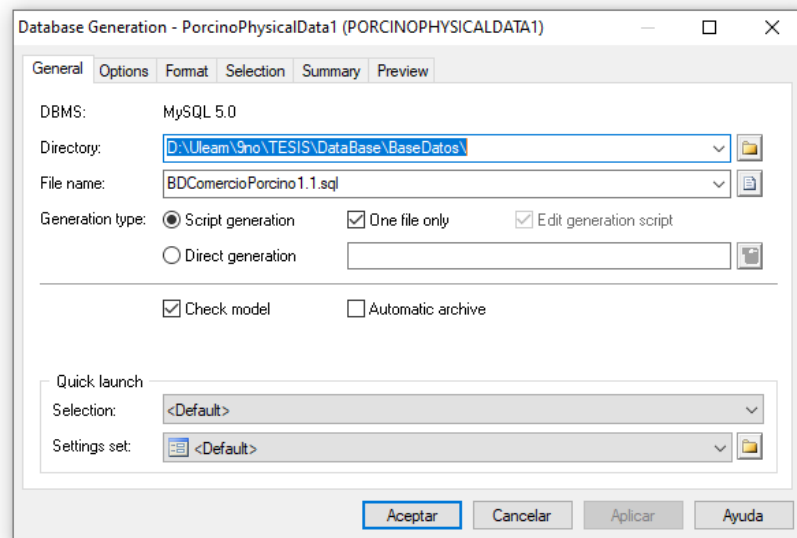 Database Generation - PorcinoPhysicalData1 (PORCINOPHYSICALDATA1)
General Options Format Selection Summary Preview
DBMS: MySQL 5.0
Directory: D:\Uleam\9no\TESIS\DataBase\BaseDatos\
File name: BDComercioPorcino1.1.sql
Generation type: Script generation One file only Edit generation script
Direct generation
Check model Automatic archive
Quick launch
Selection: <Default>
Settings set: <Default>
Aceptar Cancelar Aplicar Ayuda